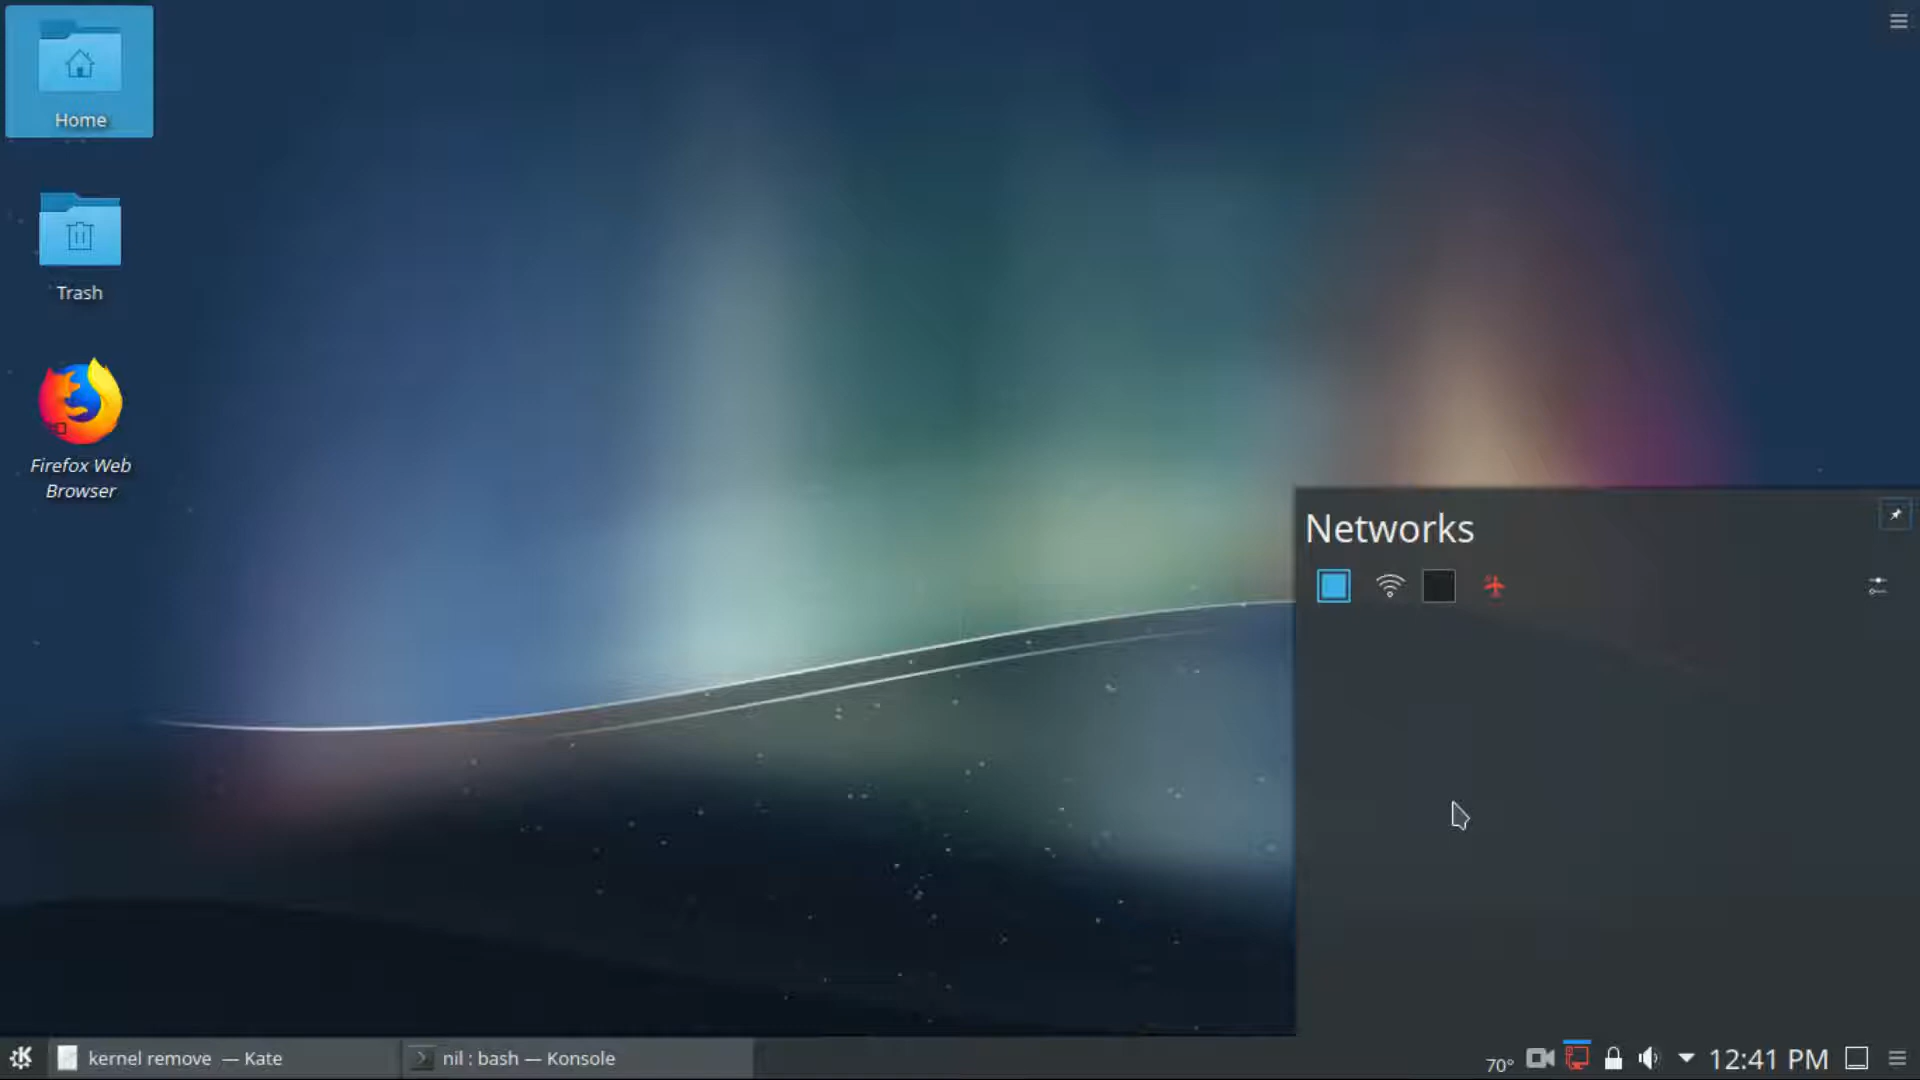 Home
Trash
Firefox Web
Browser
Networks
kernel remove — Kate
nil : bash — Konsole
70°
12:41 PM